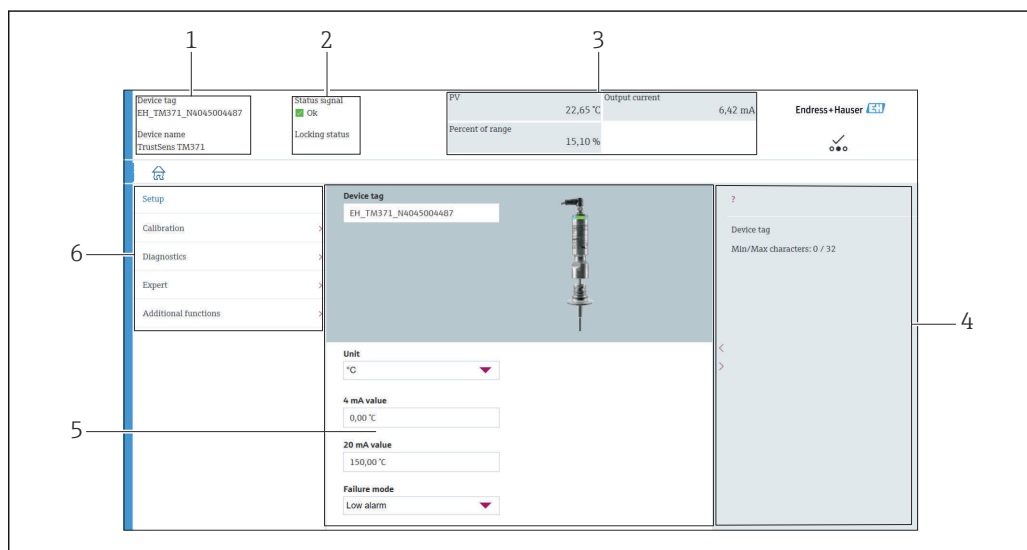 1
2
3
Device tag
EH_TM371_N4045004487
Device name
TrustSens TM371
Status signal
Ok
Locking status
PV
22,65 °C
Output current
6,42 mA
Percent of range
15,10 %
Endress+Hauser EH
Setup
Calibration
Diagnostics
Expert
Additional functions
6
Device tag
EH_TM371_N4045004487
?
Device tag
Min/Max characters: 0 / 32
4
Unit
°C
4 mA value
0,00 °C
5
20 mA value
150,00 °C
Failure mode
Low alarm